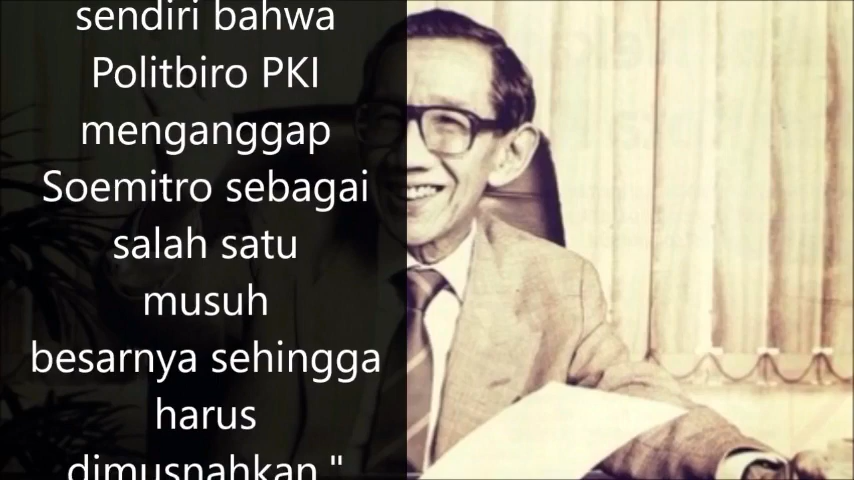 sendiri bahwa
Politbiro PKI
menganggap
Soemitro sebagai
salah satu
musuh
besarnya sehingga
harus
dimusnahkan."